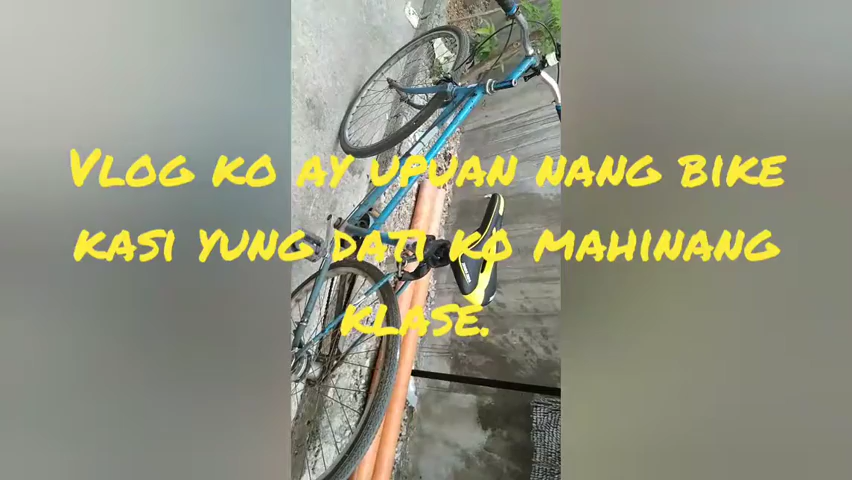 Vlog ko ay upuan nang bike
kasi yung dati ko mahinang
klase.